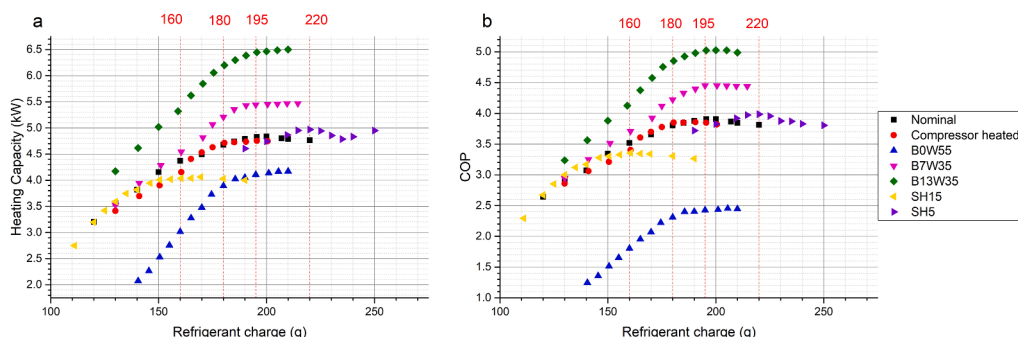 a
160 180 195 220
6.5
6.0
5.5
5.0
4.5
4.0
3.5
3.0
2.5
2.0
Heating Capacity (kW)
100 150 200 250
Refrigerant charge (g)
b
160 180 195 220
5.0
4.5
4.0
3.5
3.0
2.5
2.0
1.5
1.0
COP
100 150 200 250
Refrigerant charge (g)
Nominal
Compressor heated
B0W55
B7W35
B13W35
SH15
SH5